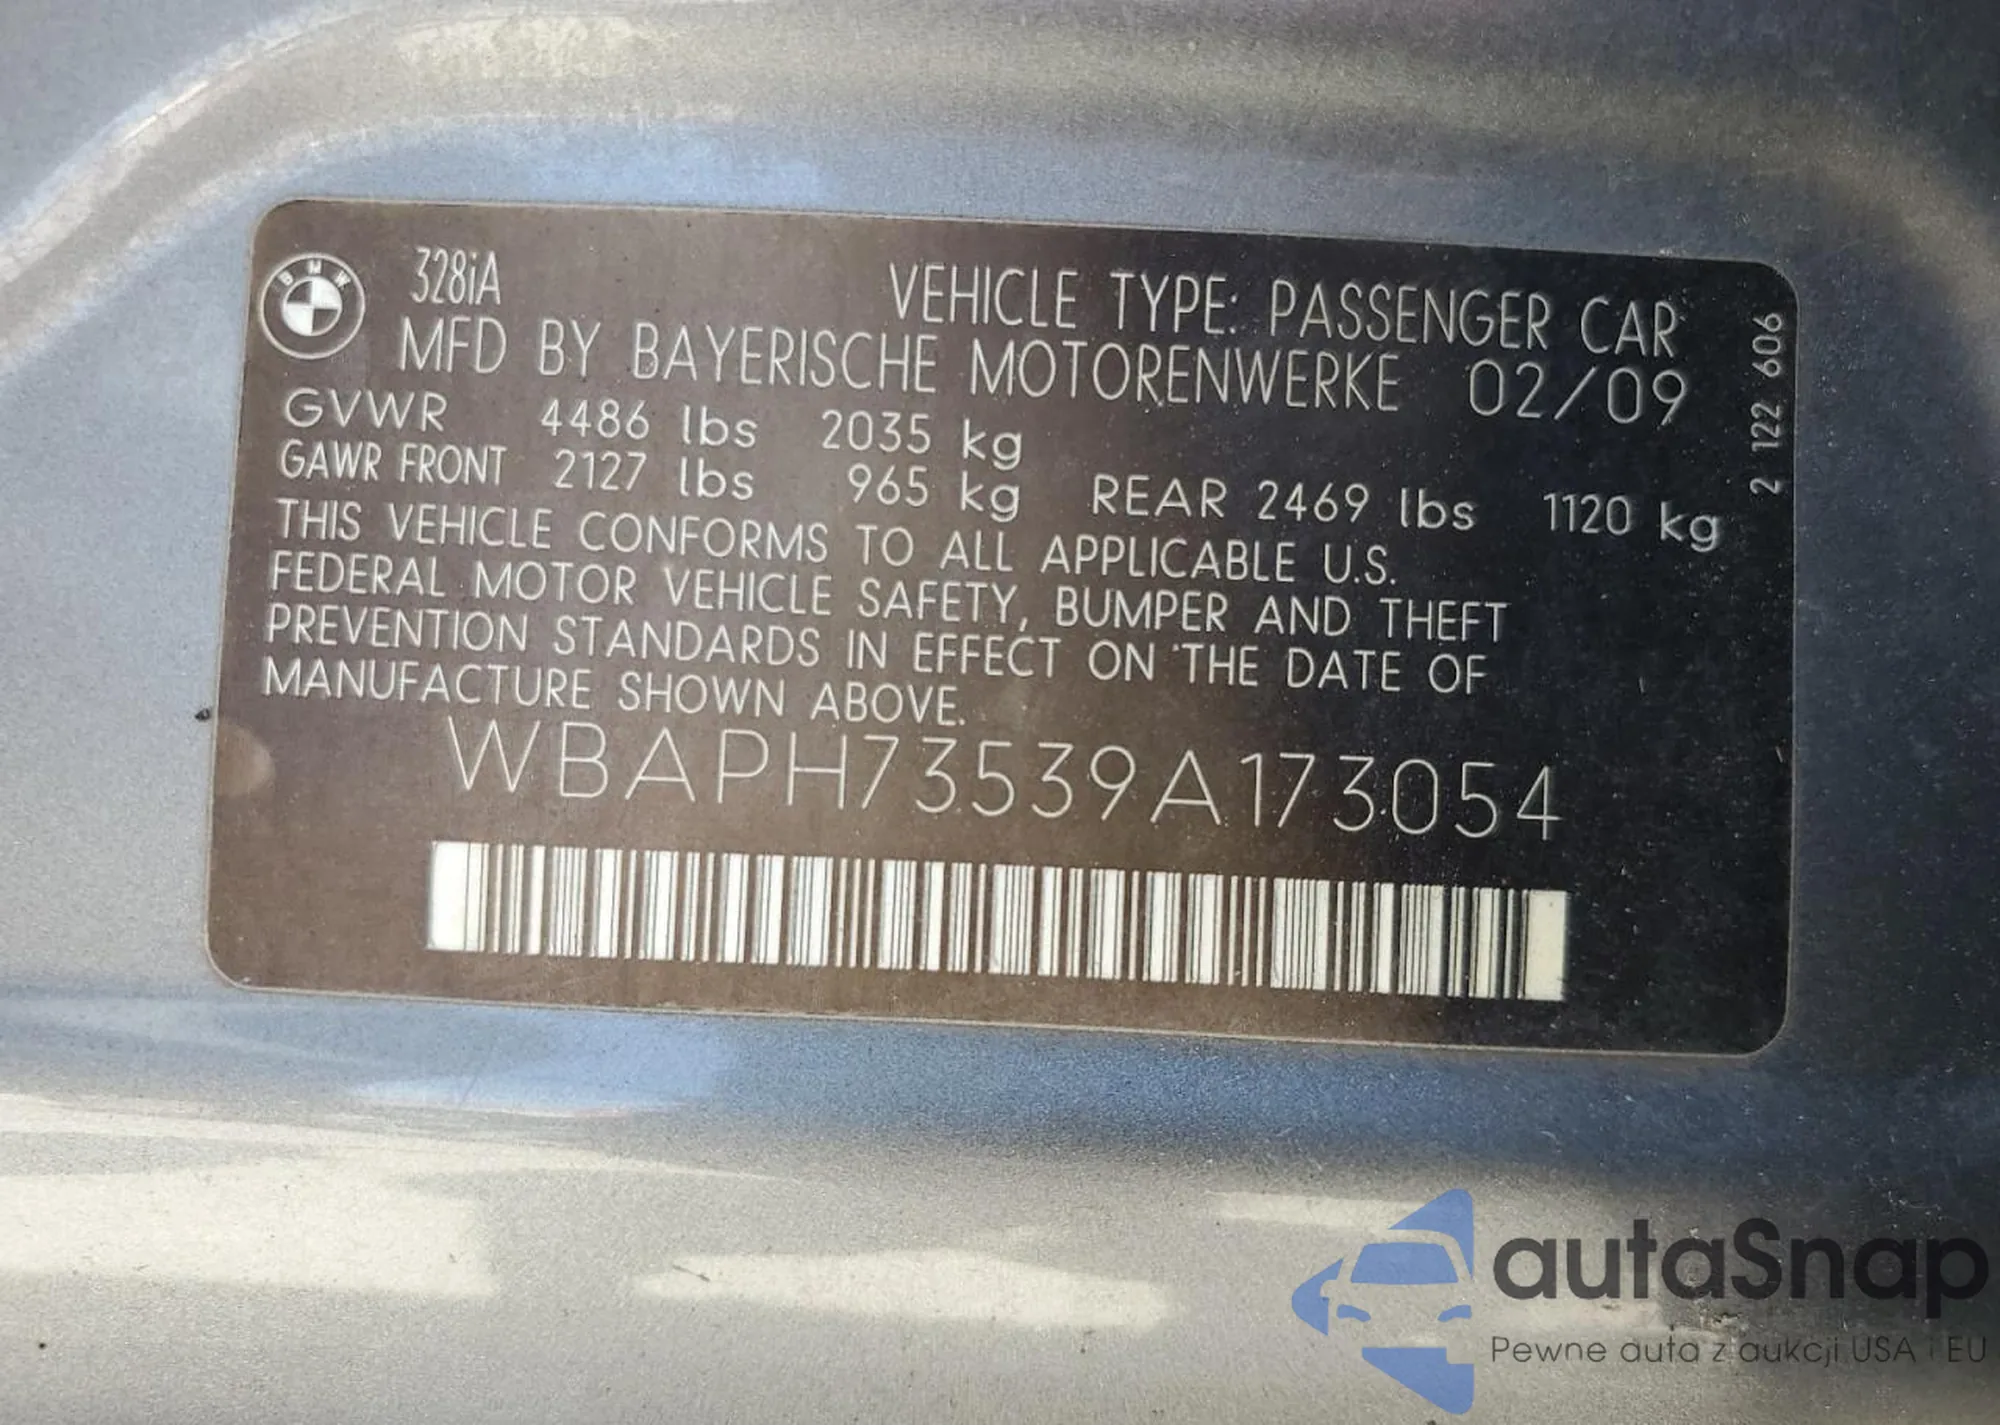 BMW
328iA
VEHICLE TYPE: PASSENGER CAR
MFD BY BAYERISCHE MOTORENWERKE 02/09
GVWR 4486 lbs 2035 kg
GAWR FRONT 2127 lbs 965 kg REAR 2469 lbs 1120 kg
THIS VEHICLE CONFORMS TO ALL APPLICABLE U.S.
FEDERAL MOTOR VEHICLE SAFETY, BUMPER AND THEFT
PREVENTION STANDARDS IN EFFECT ON THE DATE OF
MANUFACTURE SHOWN ABOVE.
WBAPH73539A173054
2 122 606
autaSnap
Pewne auta z aukcji USA i EU